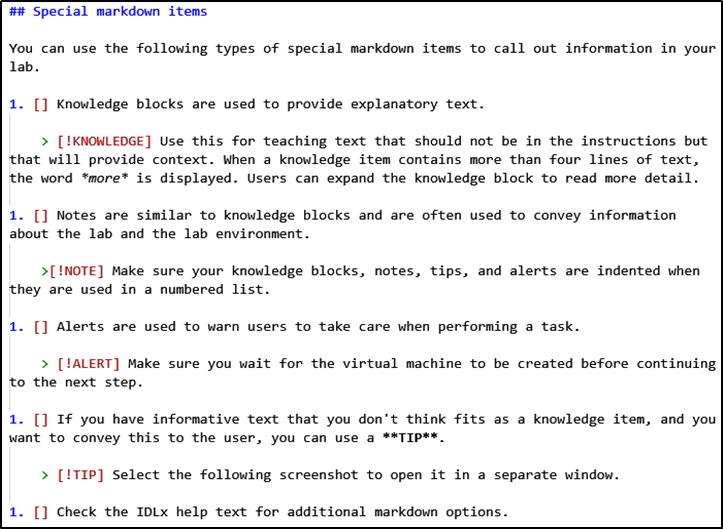 ## Special markdown items
You can use the following types of special markdown items to call out information in your
lab.
1. [] Knowledge blocks are used to provide explanatory text.
> [!KNOWLEDGE] Use this for teaching text that should not be in the instructions but
that will provide context. When a knowledge item contains more than four lines of text,
the word *more* is displayed. Users can expand the knowledge block to read more detail.
1. [] Notes are similar to knowledge blocks and are often used to convey information
about the lab and the lab environment.
>[!NOTE] Make sure your knowledge blocks, notes, tips, and alerts are indented when
they are used in a numbered list.
1. [] Alerts are used to warn users to take care when performing a task.
> [!ALERT] Make sure you wait for the virtual machine to be created before continuing
to the next step.
1. [] If you have informative text that you don't think fits as a knowledge item, and you
want to convey this to the user, you can use a **TIP**.
> [!TIP] Select the following screenshot to open it in a separate window.
1. [] Check the IDLx help text for additional markdown options.